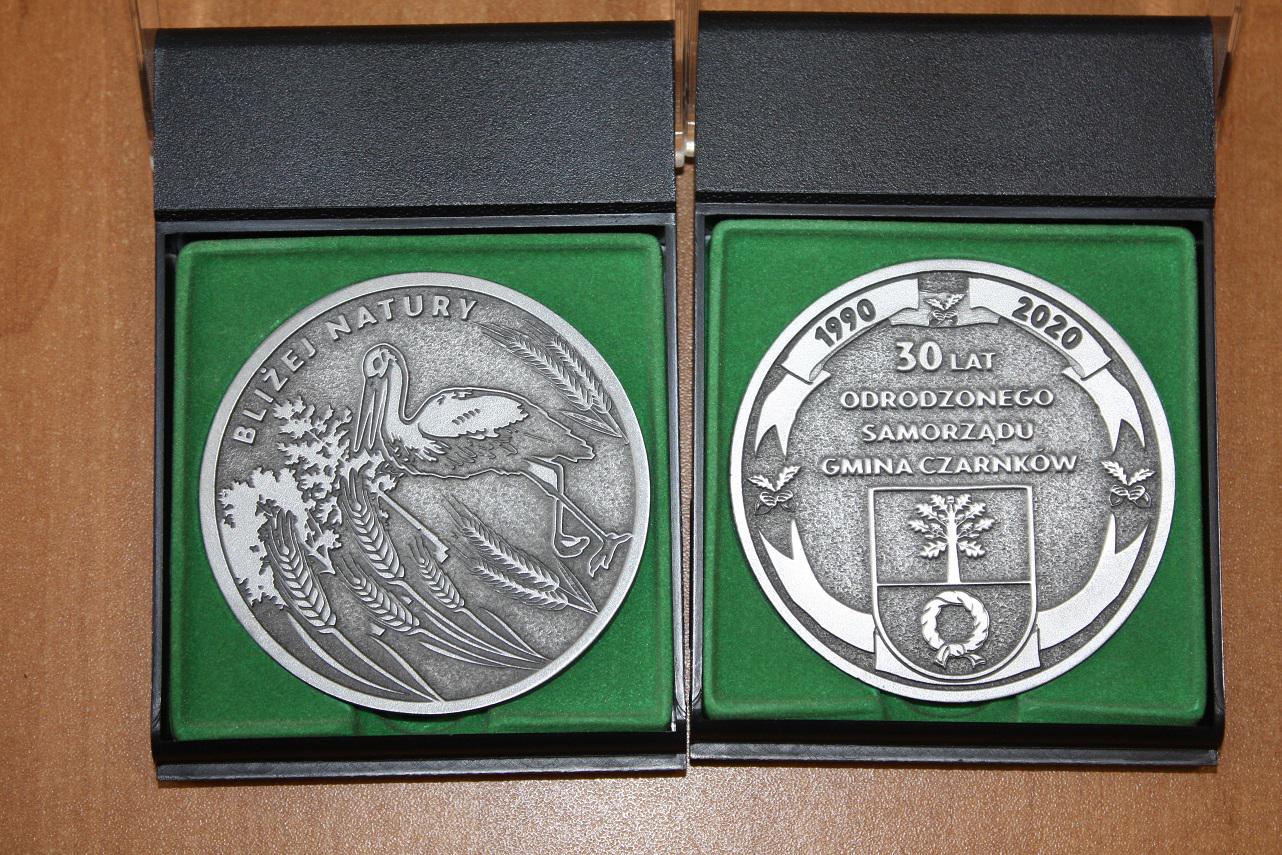 BLIŻEJ NATURY
1990 2020
30 LAT
ODRODZONEGO
SAMORZĄDU
GMINA CZARNKÓW